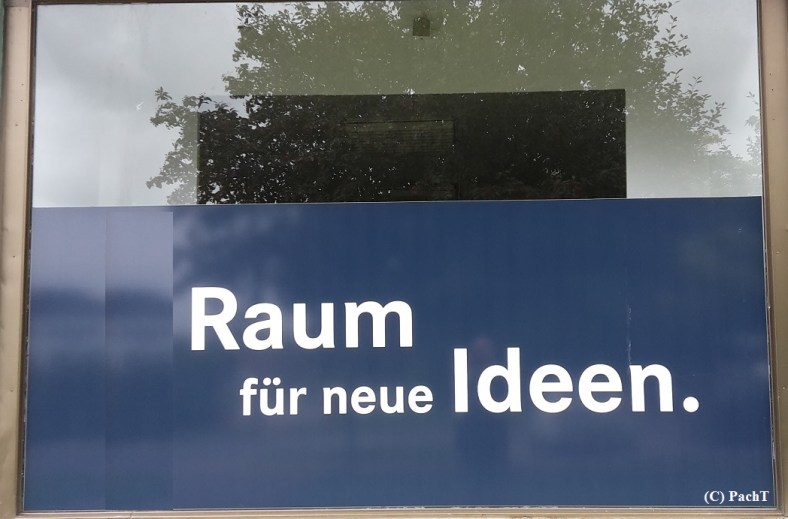 Raum
für neue Ideen.
(C) PachT